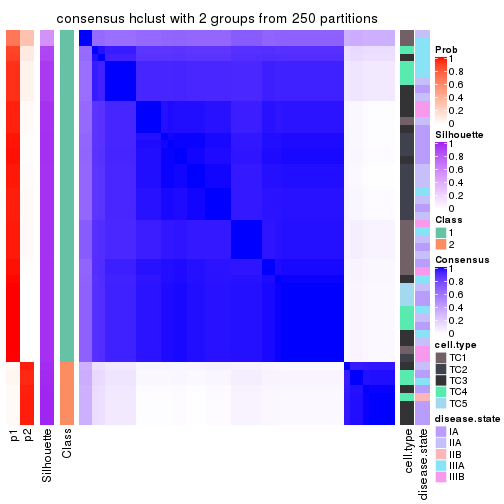 consensus hclust with 2 groups from 250 partitions
Prob
1
0.8
0.6
0.4
0.2
0
Silhouette
1
0.8
0.6
0.4
0.2
0
Class
1
2
Consensus
1
0.8
0.6
0.4
0.2
0
cell.type
TC1
TC2
TC3
TC4
TC5
disease.state
IA
IIA
IIB
IIIA
IIIB
p1
p2
Silhouette
Class
cell.type
disease.state